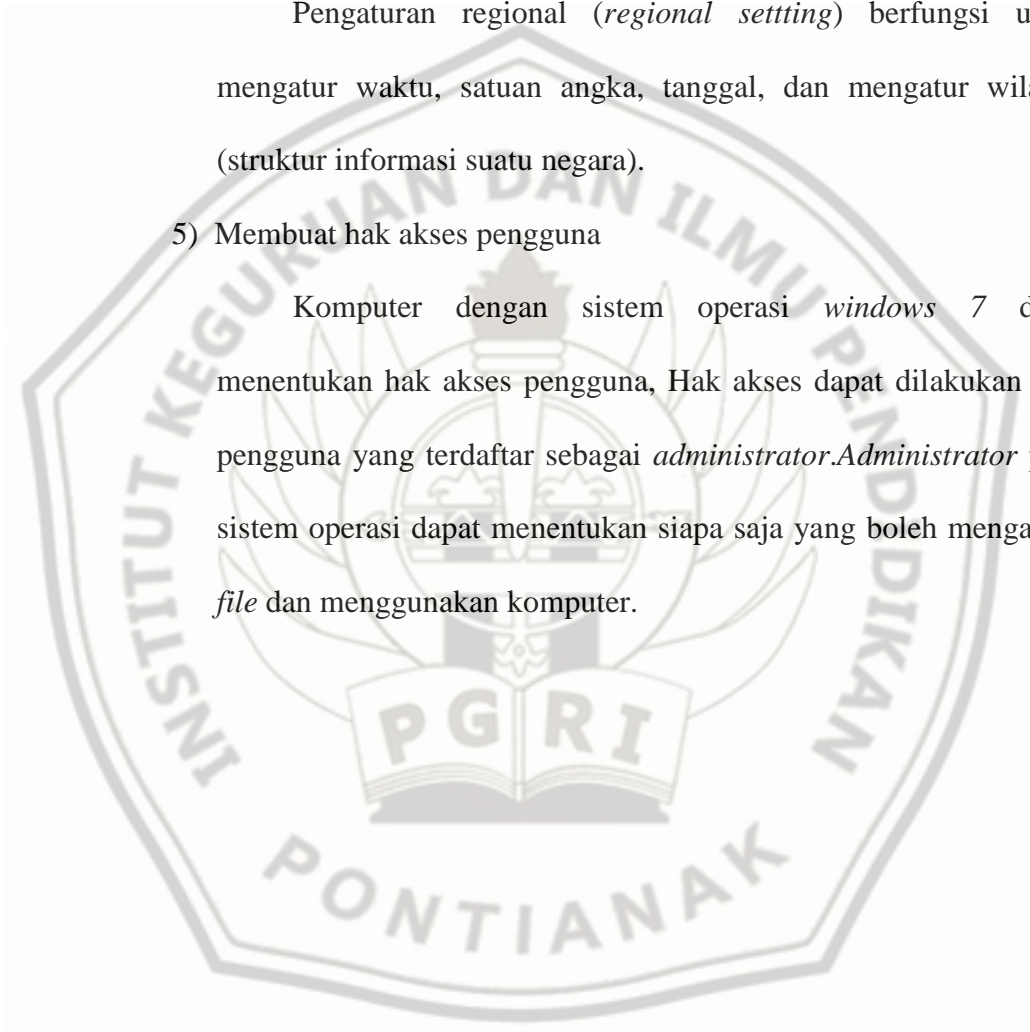 Pengaturan regional (regional settting) berfungsi
mengatur waktu, satuan angka, tanggal, dan mengatur
(struktur informasi suatu negara).
5) Membuat hak akses pengguna
Komputer dengan sistem operasi windows 7
menentukan hak akses pengguna, Hak akses dapat dilakukan
pengguna yang terdaftar sebagai administrator.Administrator
sistem operasi dapat menentukan siapa saja yang boleh
file dan menggunakan komputer.
INSTITUT KEGURUAN DAN ILMU PENDIDIKAN
PGRI
PONTIANAK